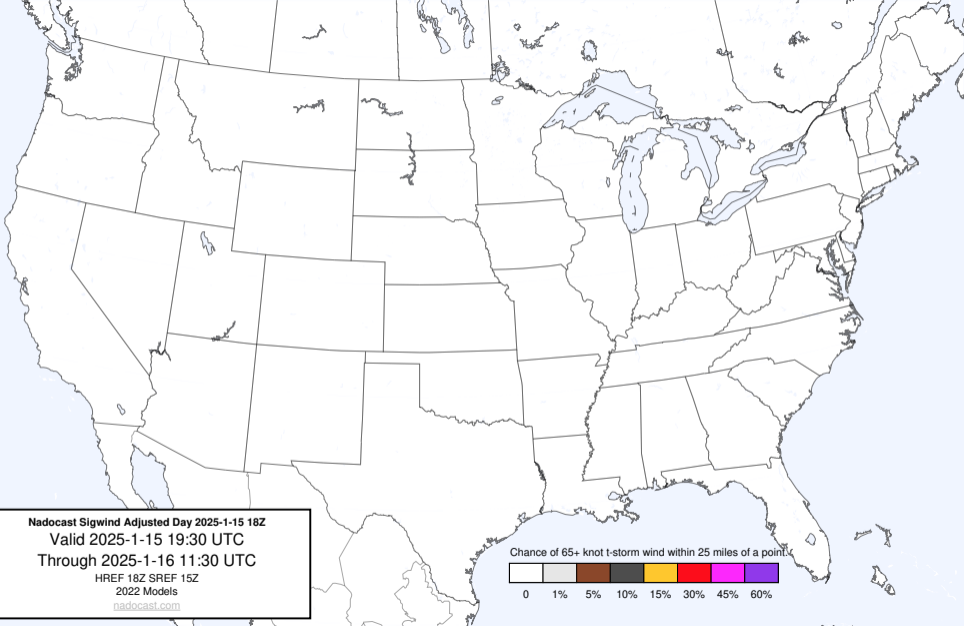 Nadocast Sigwind Adjusted Day 2025-1-15 18Z
Valid 2025-1-15 19:30 UTC
Through 2025-1-16 11:30 UTC
HREF 18Z SREF 15Z
2022 Models
nadocast.com
Chance of 65+ knot t-storm wind within 25 miles of a point.
0 1% 5% 10% 15% 30% 45% 60%